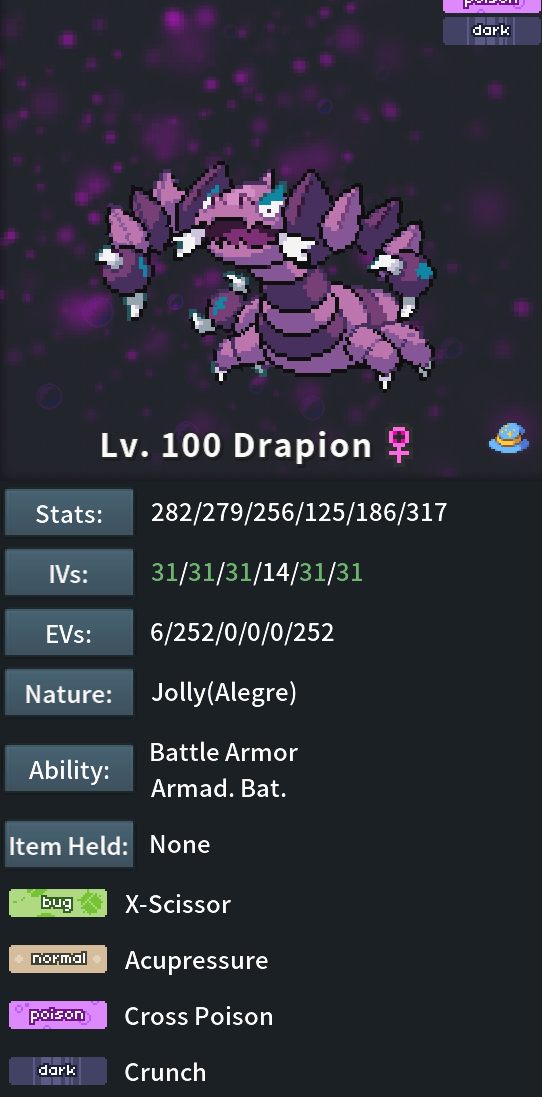 poison
dark
Lv. 100 Drapion ♀
Stats: 282/279/256/125/186/317
IVs: 31/31/31/14/31/31
EVs: 6/252/0/0/0/252
Nature: Jolly(Alegre)
Ability: Battle Armor
Armad. Bat.
Item Held: None
bug X-Scissor
normal Acupressure
poison Cross Poison
dark Crunch